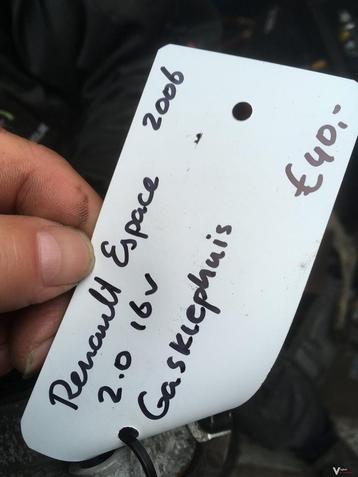 Renault Espace 2006
2.0 16v
Gasklephuis
€40,-